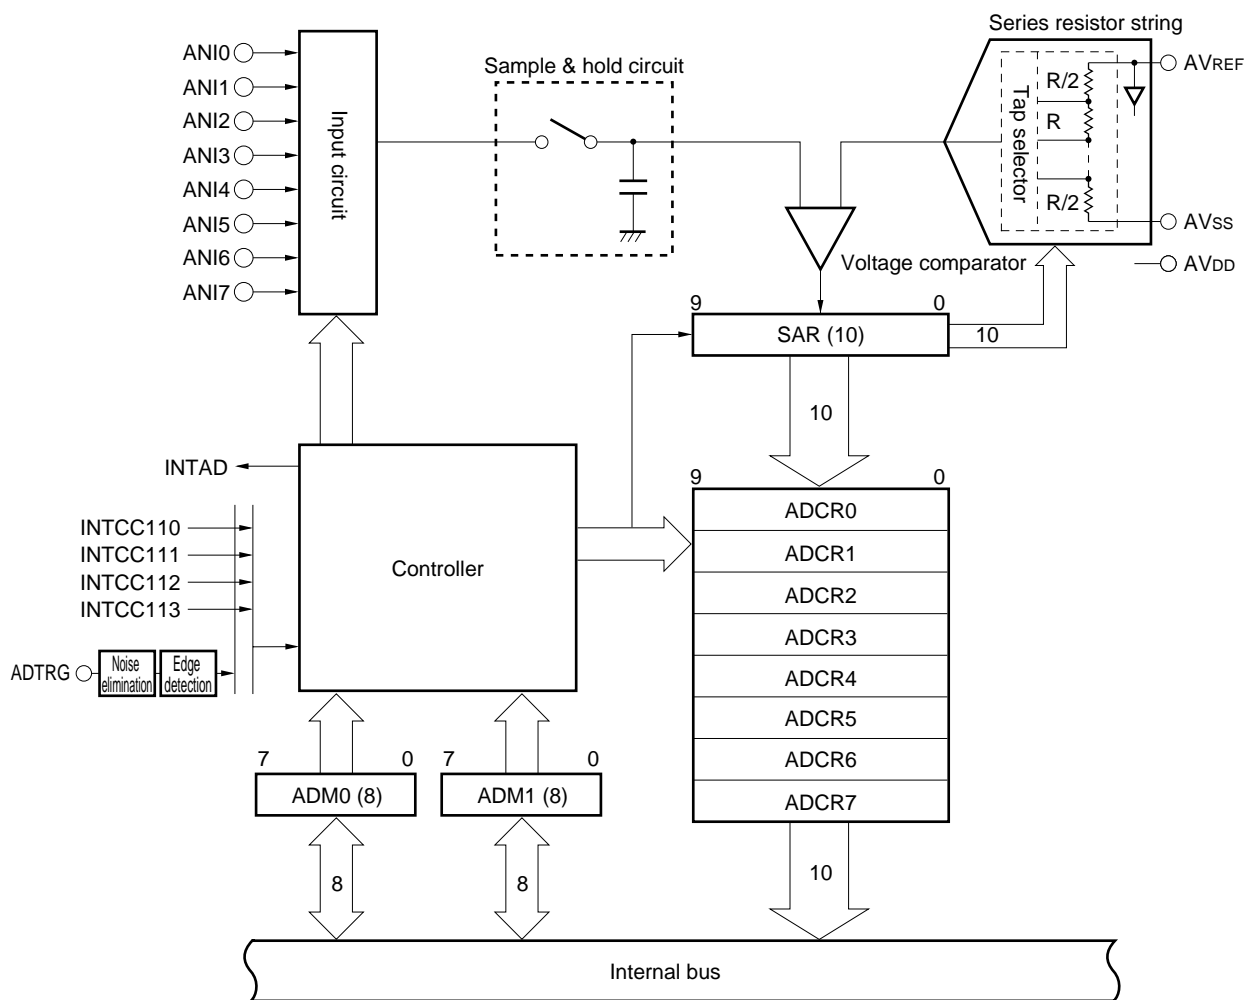 Series resistor string
ANI0
ANI1
ANI2
ANI3
ANI4
ANI5
ANI6
ANI7
Input circuit
Sample & hold circuit
Tap selector
R/2
R
R/2
AVREF
AVSS
AVDD
Voltage comparator
9
0
SAR (10)
10
10
INTAD
INTCC110
INTCC111
INTCC112
INTCC113
ADTRG
Noise
elimination
Edge
detection
Controller
9
0
ADCR0
ADCR1
ADCR2
ADCR3
ADCR4
ADCR5
ADCR6
ADCR7
7
0
7
0
ADM0 (8)
ADM1 (8)
8
8
10
Internal bus